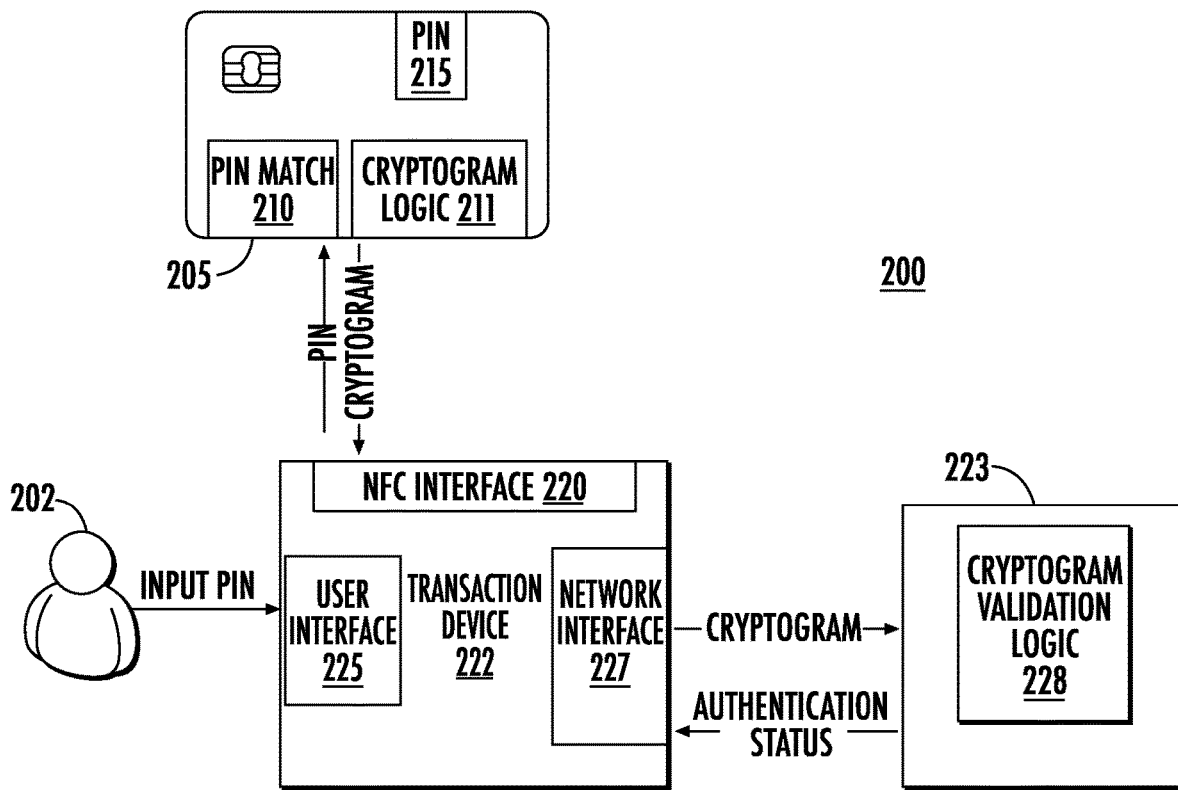 PIN
215
PIN MATCH
210
CRYPTOGRAM
LOGIC 211
205
200
PIN
CRYPTOGRAM
NFC INTERFACE 220
202
INPUT PIN
USER
INTERFACE
225
TRANSACTION
DEVICE
222
NETWORK
INTERFACE
227
CRYPTOGRAM
AUTHENTICATION
STATUS
223
CRYPTOGRAM
VALIDATION
LOGIC
228